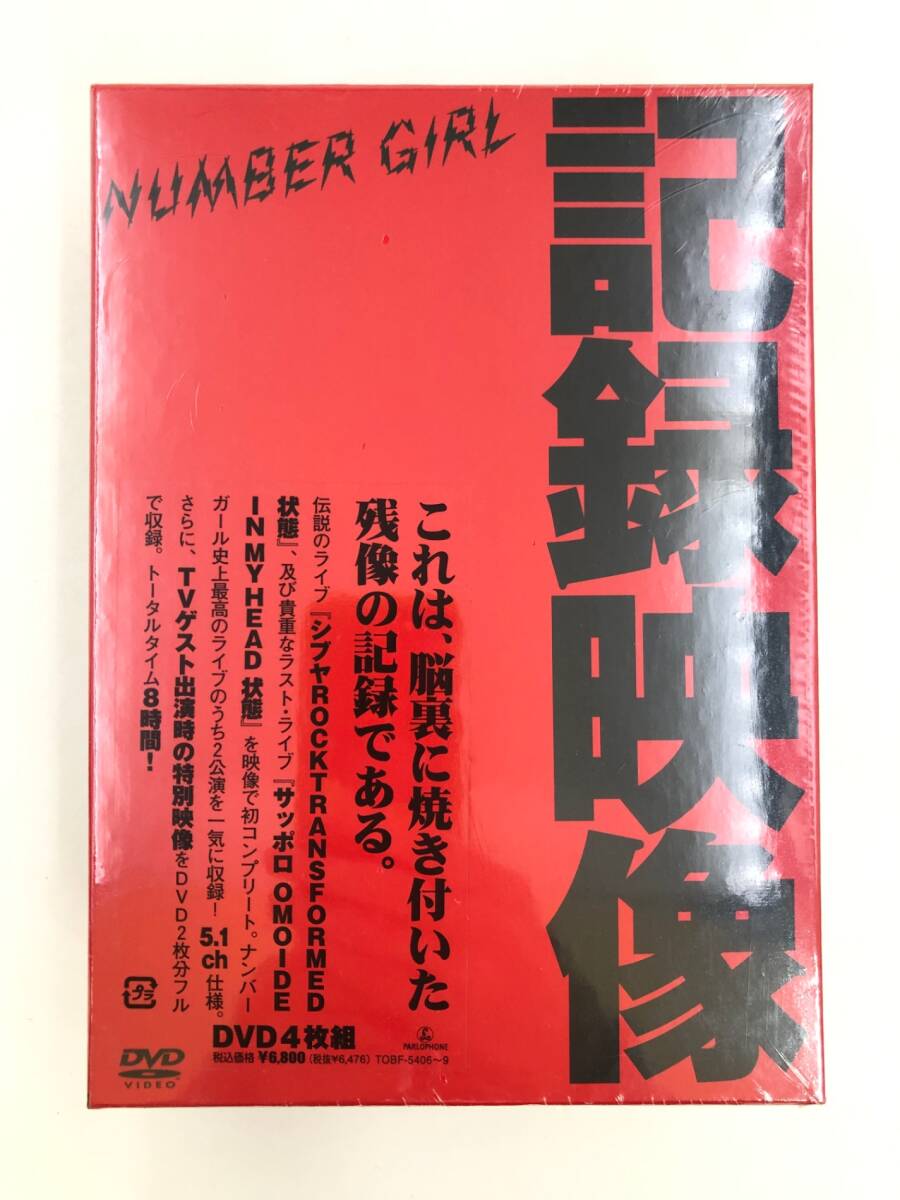 NUMBER GIRL
記録映像
これは、脳裏に焼き付いた
残像の記録である。
伝説のライブ『シブヤROCKTRANSFORMED
状態』、及び貴重なラスト・ライブ『サッポロ OMOIDE
IN MY HEAD 状態』を映像で初コンプリート。ナンバー
ガール史上最高のライブのうち2公演を一気に収録! 5.1ch仕様。
さらに、TVゲスト出演時の特別映像をDVD2枚分フル
で収録。トータルタイム8時間!
プラ
DVD4枚組
DVD
VIDEO
税込価格 ¥6,800(税抜¥6,476) TOBF-5406~9
PARLOPHONE